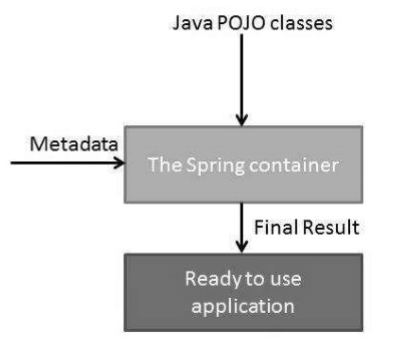 Java POJO classes
Metadata
The Spring container
Final Result
Ready to use
application